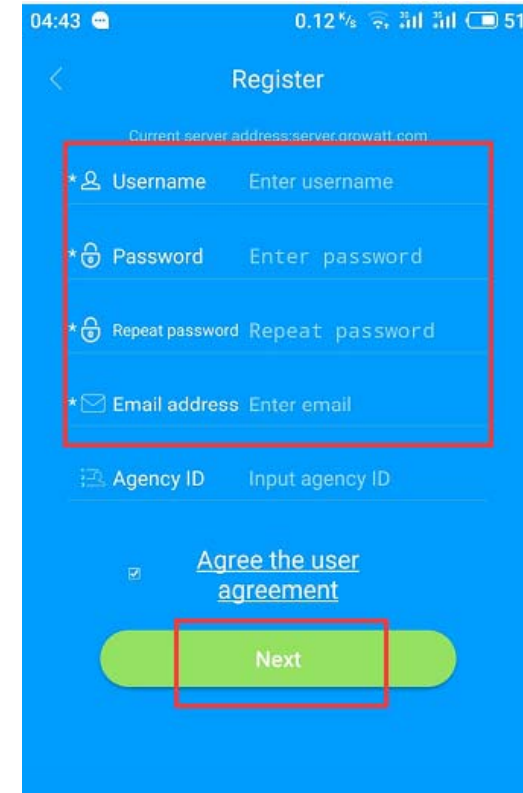 04:43 0.12 K/s 51
Register
Current server address:server.growatt.com
* Username Enter username
* Password Enter password
* Repeat password Repeat password
* Email address Enter email
Agency ID Input agency ID
Agree the user
agreement
Next